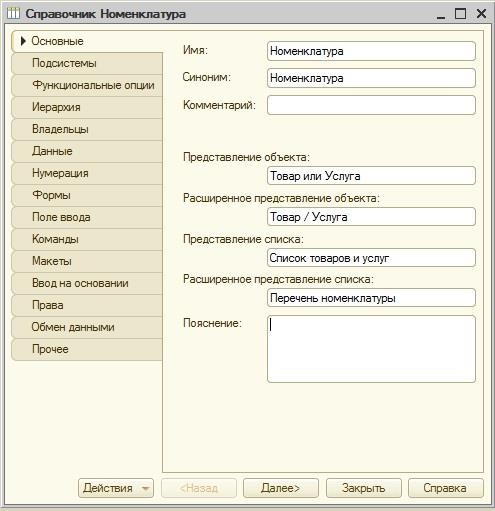 Справочник Номенклатура
Основные
Подсистемы
Функциональные опции
Иерархия
Владельцы
Данные
Нумерация
Формы
Поле ввода
Команды
Макеты
Ввод на основании
Права
Обмен данными
Прочее
Имя: Номенклатура
Синоним: Номенклатура
Комментарий:
Представление объекта:
Товар или Услуга
Расширенное представление объекта:
Товар / Услуга
Представление списка:
Список товаров и услуг
Расширенное представление списка:
Перечень номенклатуры
Пояснение:
Действия <Назад Далее> Закрыть Справка